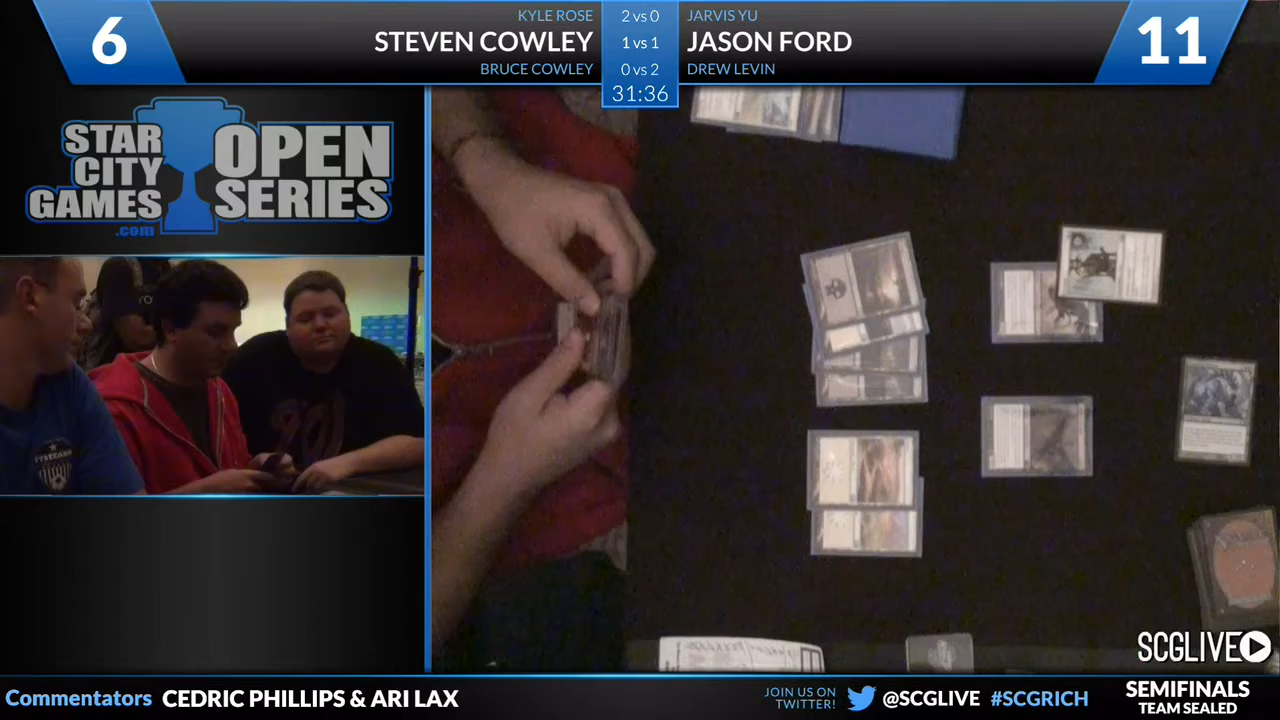 6
KYLE ROSE 2 vs 0 JARVIS YU
STEVEN COWLEY 1 vs 1 JASON FORD
BRUCE COWLEY 0 vs 2 DREW LEVIN
31:36
11
STAR CITY GAMES .com OPEN SERIES
SCGLIVE
Commentators CEDRIC PHILLIPS & ARI LAX
JOIN US ON TWITTER!
@SCGLIVE #SCGRICH
SEMIFINALS
TEAM SEALED